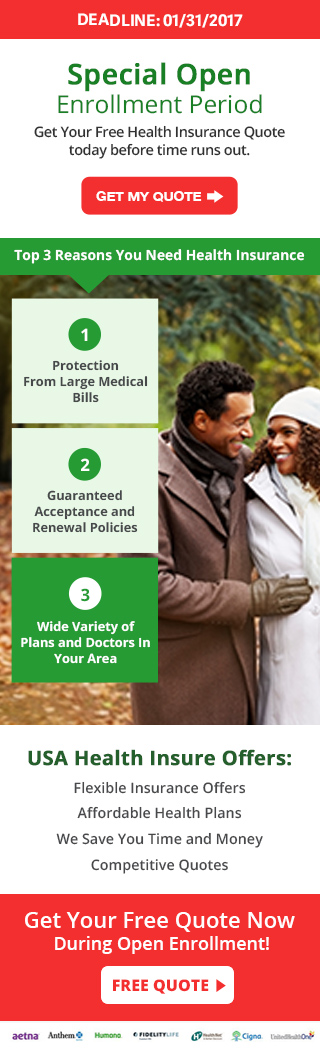 DEADLINE: 01/31/2017
Special Open
Enrollment Period
Get Your Free Health Insurance Quote
today before time runs out.
GET MY QUOTE
Top 3 Reasons You Need Health Insurance
1
Protection
From Large Medical
Bills
2
Guaranteed
Acceptance and
Renewal Policies
3
Wide Variety of
Plans and Doctors In
Your Area
USA Health Insure Offers:
Flexible Insurance Offers
Affordable Health Plans
We Save You Time and Money
Competitive Quotes
Get Your Free Quote Now
During Open Enrollment!
FREE QUOTE
aetna Anthem Humana FIDELITYLIFE Health Net Cigna UnitedHealthOne